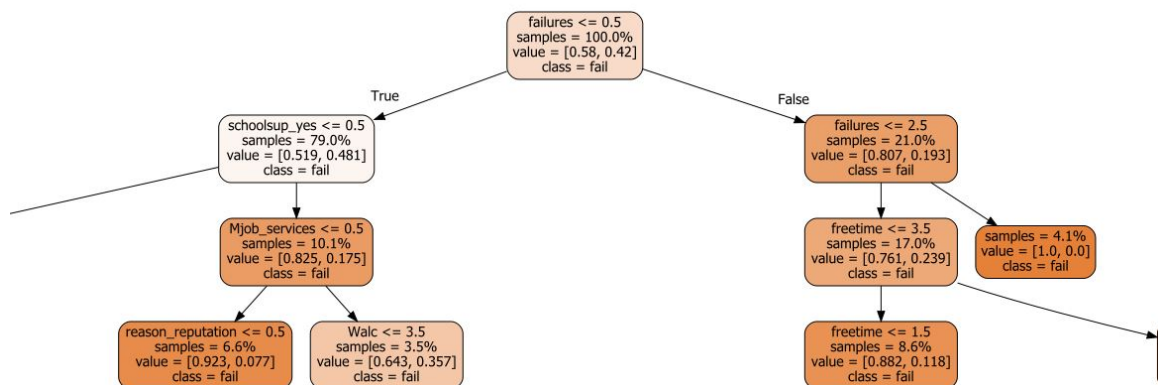 failures <= 0.5
samples = 100.0%
value = [0.58, 0.42]
class = fail
True
False
schoolsup_yes <= 0.5
samples = 79.0%
value = [0.519, 0.481]
class = fail
failures <= 2.5
samples = 21.0%
value = [0.807, 0.193]
class = fail
Mjob_services <= 0.5
samples = 10.1%
value = [0.825, 0.175]
class = fail
freetime <= 3.5
samples = 17.0%
value = [0.761, 0.239]
class = fail
samples = 4.1%
value = [1.0, 0.0]
class = fail
reason_reputation <= 0.5
samples = 6.6%
value = [0.923, 0.077]
class = fail
Walc <= 3.5
samples = 3.5%
value = [0.643, 0.357]
class = fail
freetime <= 1.5
samples = 8.6%
value = [0.882, 0.118]
class = fail